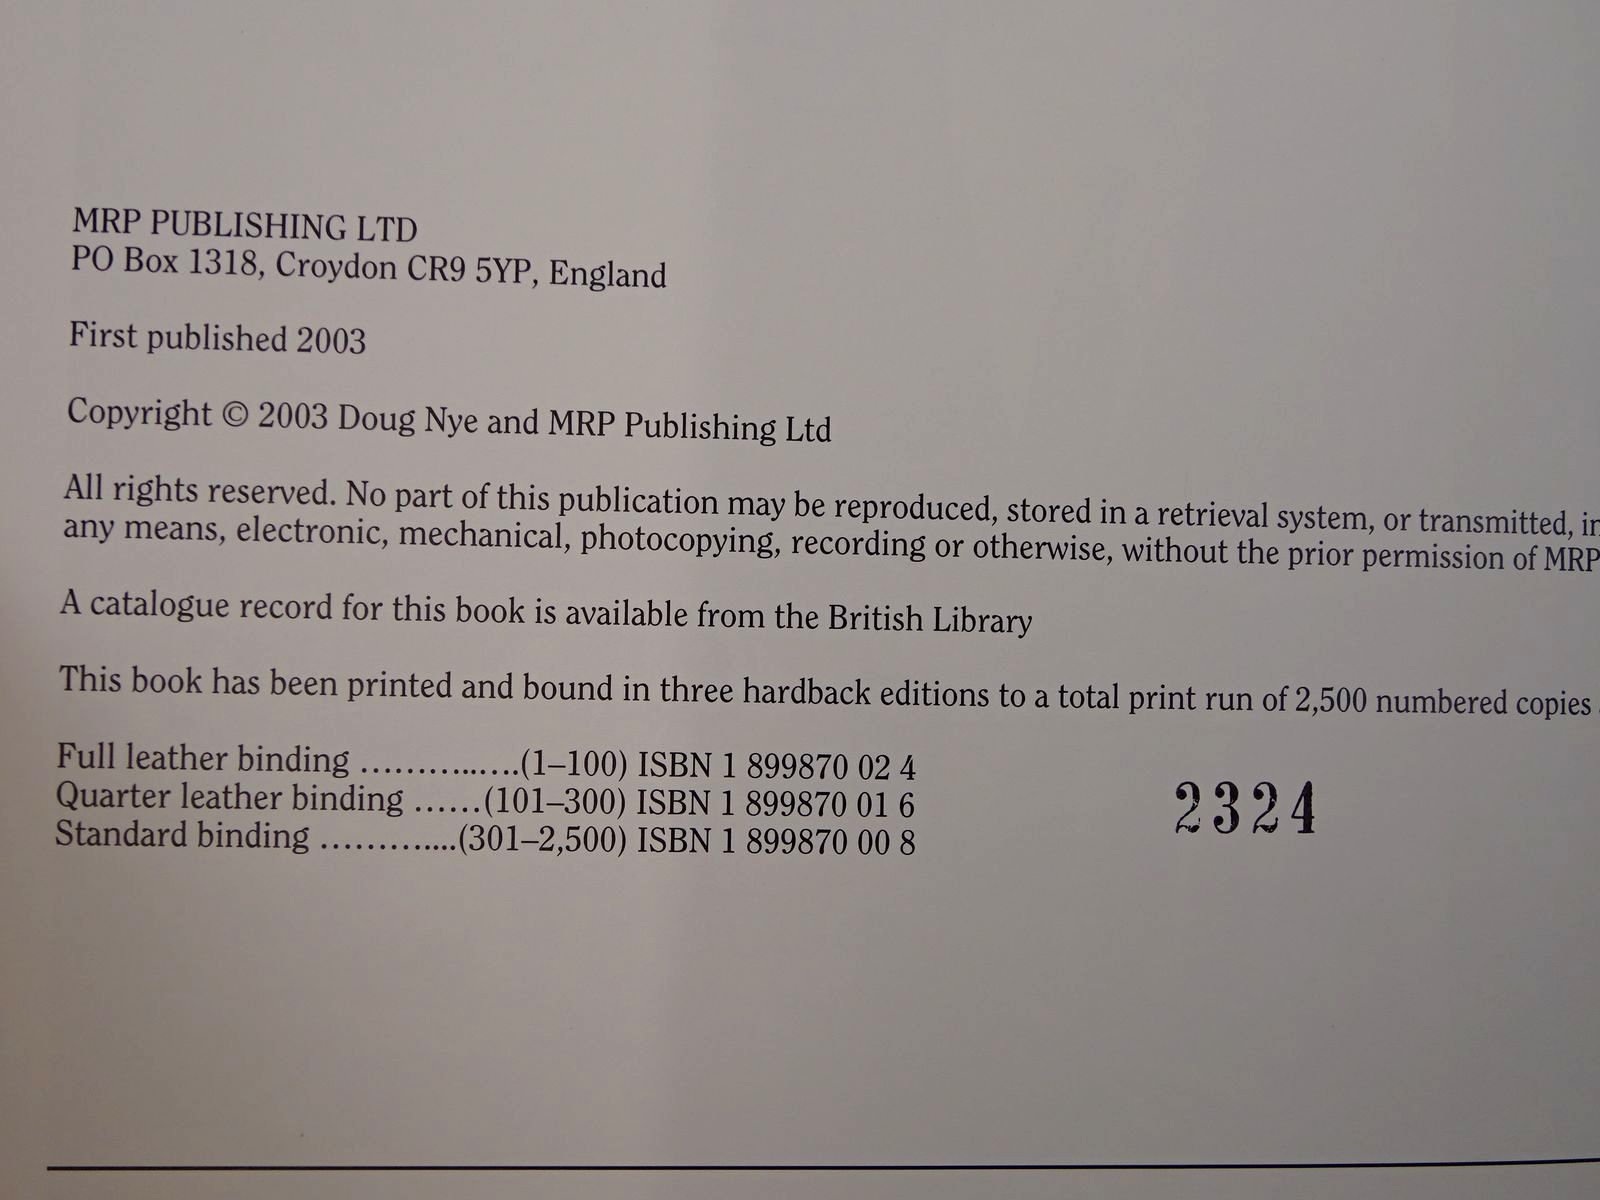 MRP PUBLISHING LTD
PO Box 1318, Croydon CR9 5YP, England
First published 2003
Copyright © 2003 Doug Nye and MRP Publishing Ltd
All rights reserved. No part of this publication may be reproduced, stored in a retrieval system, or transmitted, in
any means, electronic, mechanical, photocopying, recording or otherwise, without the prior permission of MRP
A catalogue record for this book is available from the British Library
This book has been printed and bound in three hardback editions to a total print run of 2,500 numbered copies
Full leather binding ................(1–100) ISBN 1 899870 02 4
Quarter leather binding ......(101–300) ISBN 1 899870 01 6
Standard binding ..............(301–2,500) ISBN 1 899870 00 8
2324